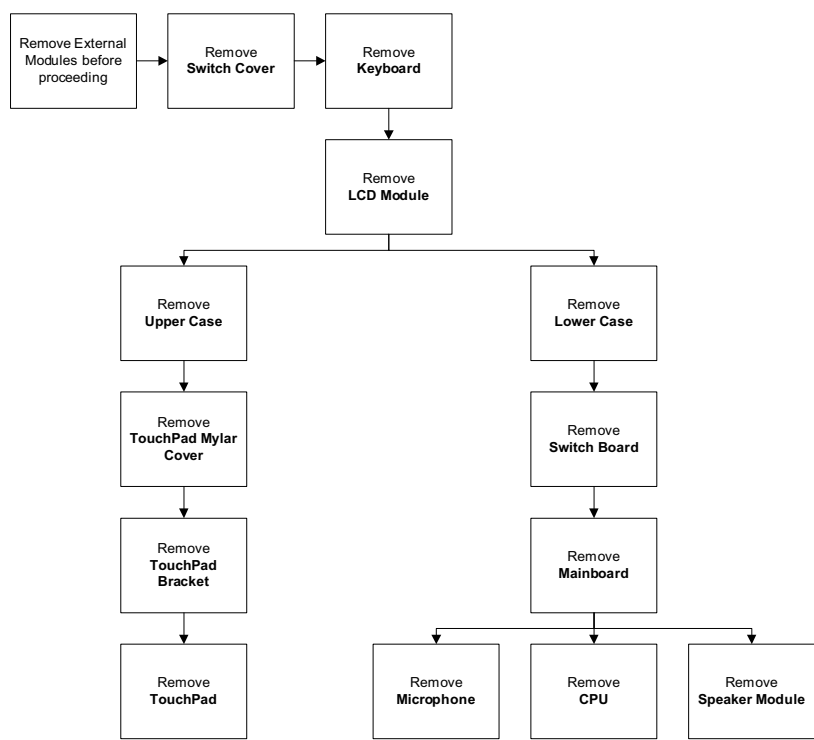 Remove External
Modules before
proceeding
Remove
Switch Cover
Remove
Keyboard
Remove
LCD Module
Remove
Upper Case
Remove
Lower Case
Remove
TouchPad Mylar
Cover
Remove
Switch Board
Remove
TouchPad
Bracket
Remove
Mainboard
Remove
TouchPad
Remove
Microphone
Remove
CPU
Remove
Speaker Module